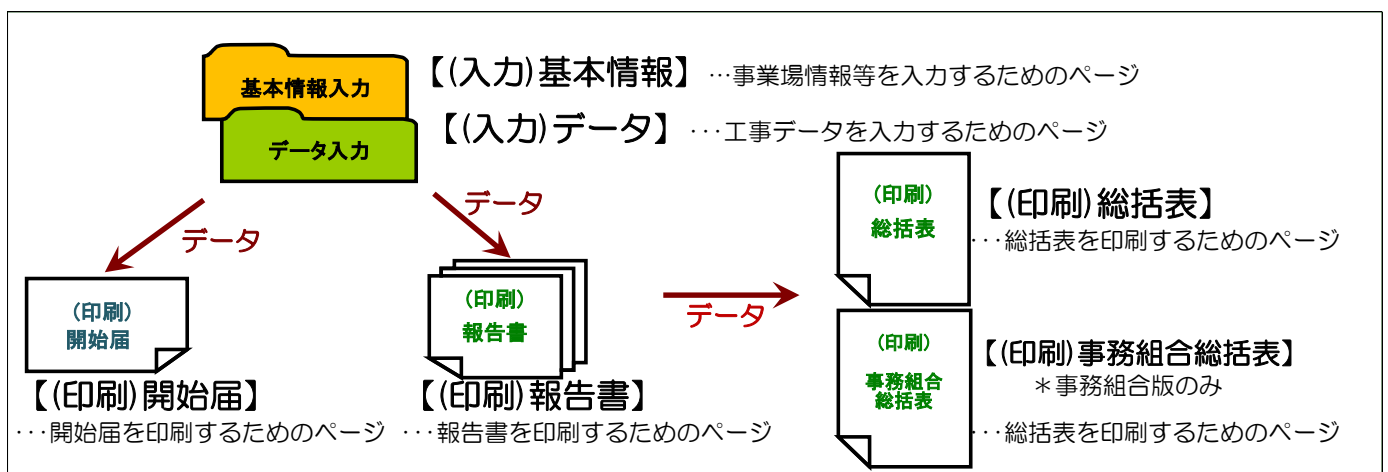 基本情報入力
【(入力)基本情報】 …事業場情報等を入力するためのページ
データ入力
【(入力)データ】 ･･･工事データを入力するためのページ
データ
データ
(印刷)
開始届
【(印刷)開始届】
･･･開始届を印刷するためのページ
(印刷)
報告書
【(印刷)報告書】
･･･報告書を印刷するためのページ
データ
(印刷)
総括表
【(印刷)総括表】
･･･総括表を印刷するためのページ
(印刷)
事務組合
総括表
【(印刷)事務組合総括表】
＊事務組合版のみ
･･･総括表を印刷するためのページ